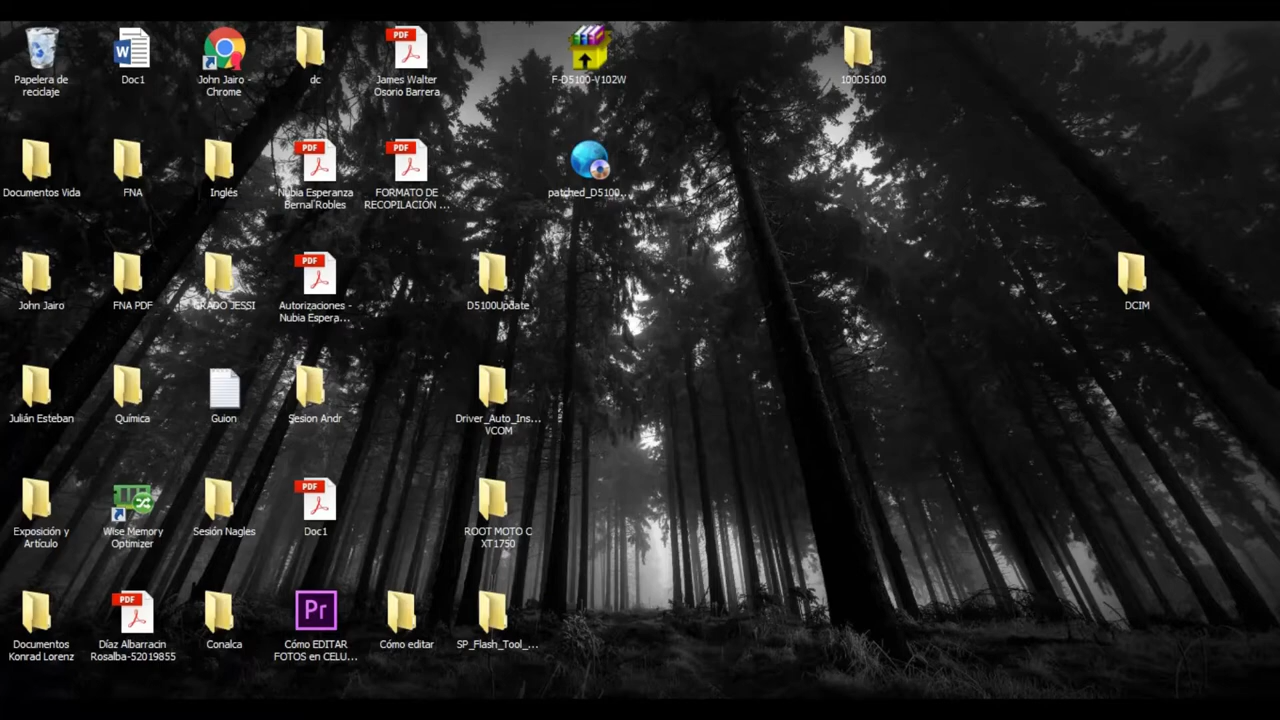 Papelera de
reciclaje
Doc1
John Jairo -
Chrome
dc
PDF
James Walter
Osorio Barrera
F-D5100-V102W
100D5100
Documentos Vida
FNA
Inglés
PDF
Nubia Esperanza
Bernal Robles
PDF
FORMATO DE
RECOPILACIÓN ...
patched_D5100...
John Jairo
FNA PDF
GRADO JESSI
PDF
Autorizaciones -
Nubia Espera...
D5100Update
DCIM
Julián Esteban
Química
Guion
Sesion Andr
Driver_Auto_Ins...
VCOM
Exposición y
Artículo
Wise Memory
Optimizer
Sesión Nagles
PDF
Doc1
ROOT MOTO C
XT1750
Documentos
Konrad Lorenz
PDF
Díaz Albarracin
Rosalba-52019855
Conalca
Pr
Cómo EDITAR
FOTOS en CELU...
Cómo editar
SP_Flash_Tool_...